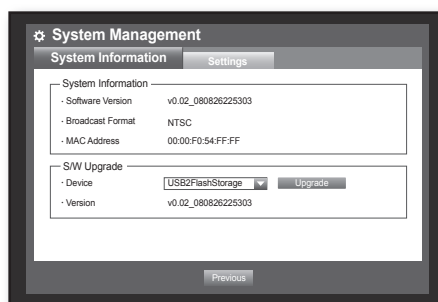 System Management
System Information Settings
System Information
· Software Version v0.02_080826225303
· Broadcast Format NTSC
· MAC Address 00:00:F0:54:FF:FF
S/W Upgrade
· Device USB2FlashStorage Upgrade
· Version v0.02_080826225303
Previous